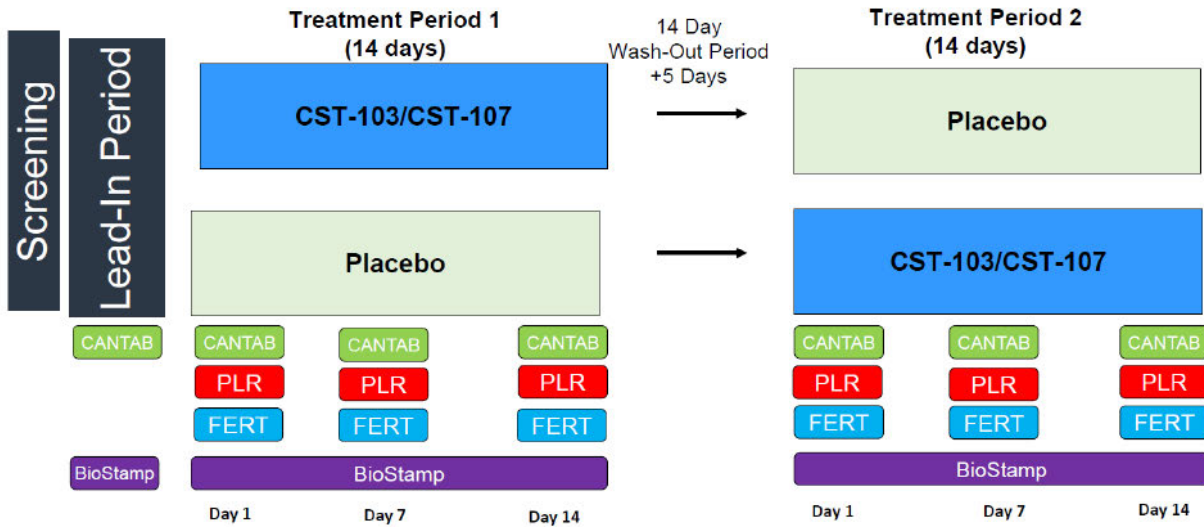 Screening
Lead-In Period
Treatment Period 1
(14 days)
14 Day
Wash-Out Period
+5 Days
Treatment Period 2
(14 days)
CST-103/CST-107
Placebo
Placebo
CST-103/CST-107
CANTAB CANTAB CANTAB CANTAB CANTAB CANTAB CANTAB
PLR PLR PLR PLR PLR PLR
FERT FERT FERT FERT FERT FERT
BioStamp BioStamp BioStamp
Day 1 Day 7 Day 14 Day 1 Day 7 Day 14